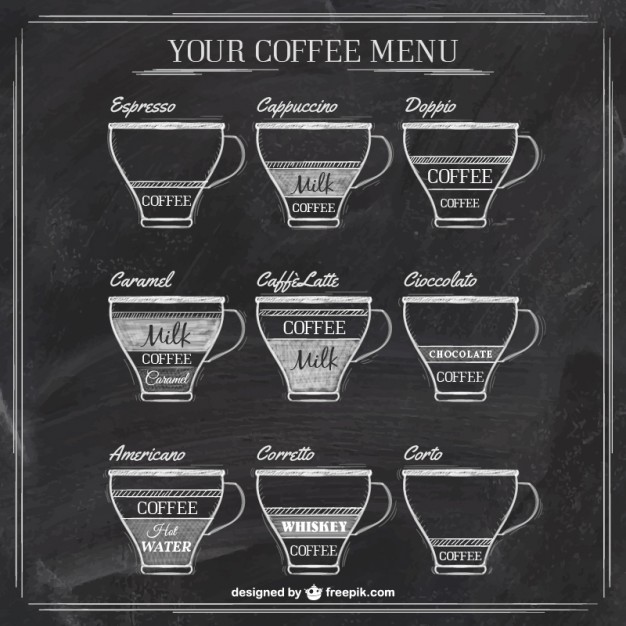 YOUR COFFEE MENU
Espresso
COFFEE
Cappuccino
Milk
COFFEE
Doppio
COFFEE
COFFEE
Caramel
Milk
COFFEE
Caramel
CaffèLatte
COFFEE
Milk
Cioccolato
CHOCOLATE
COFFEE
Americano
COFFEE
Hot
WATER
Corretto
WHISKEY
COFFEE
Corto
COFFEE
designed by freepik.com